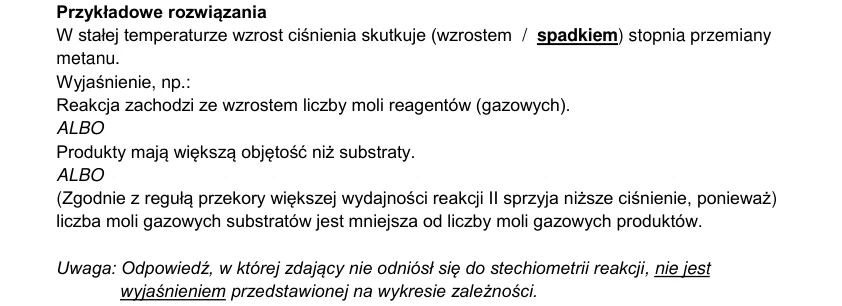 Przykładowe rozwiązania
W stałej temperaturze wzrost ciśnienia skutkuje (wzrostem / spadkiem) stopnia przemiany
metanu.
Wyjaśnienie, np.:
Reakcja zachodzi ze wzrostem liczby moli reagentów (gazowych).
ALBO
Produkty mają większą objętość niż substraty.
ALBO
(Zgodnie z regułą przekory większej wydajności reakcji II sprzyja niższe ciśnienie, ponieważ)
liczba moli gazowych substratów jest mniejsza od liczby moli gazowych produktów.
Uwaga: Odpowiedź, w której zdający nie odniósł się do stechiometrii reakcji, nie jest
wyjaśnieniem przedstawionej na wykresie zależności.